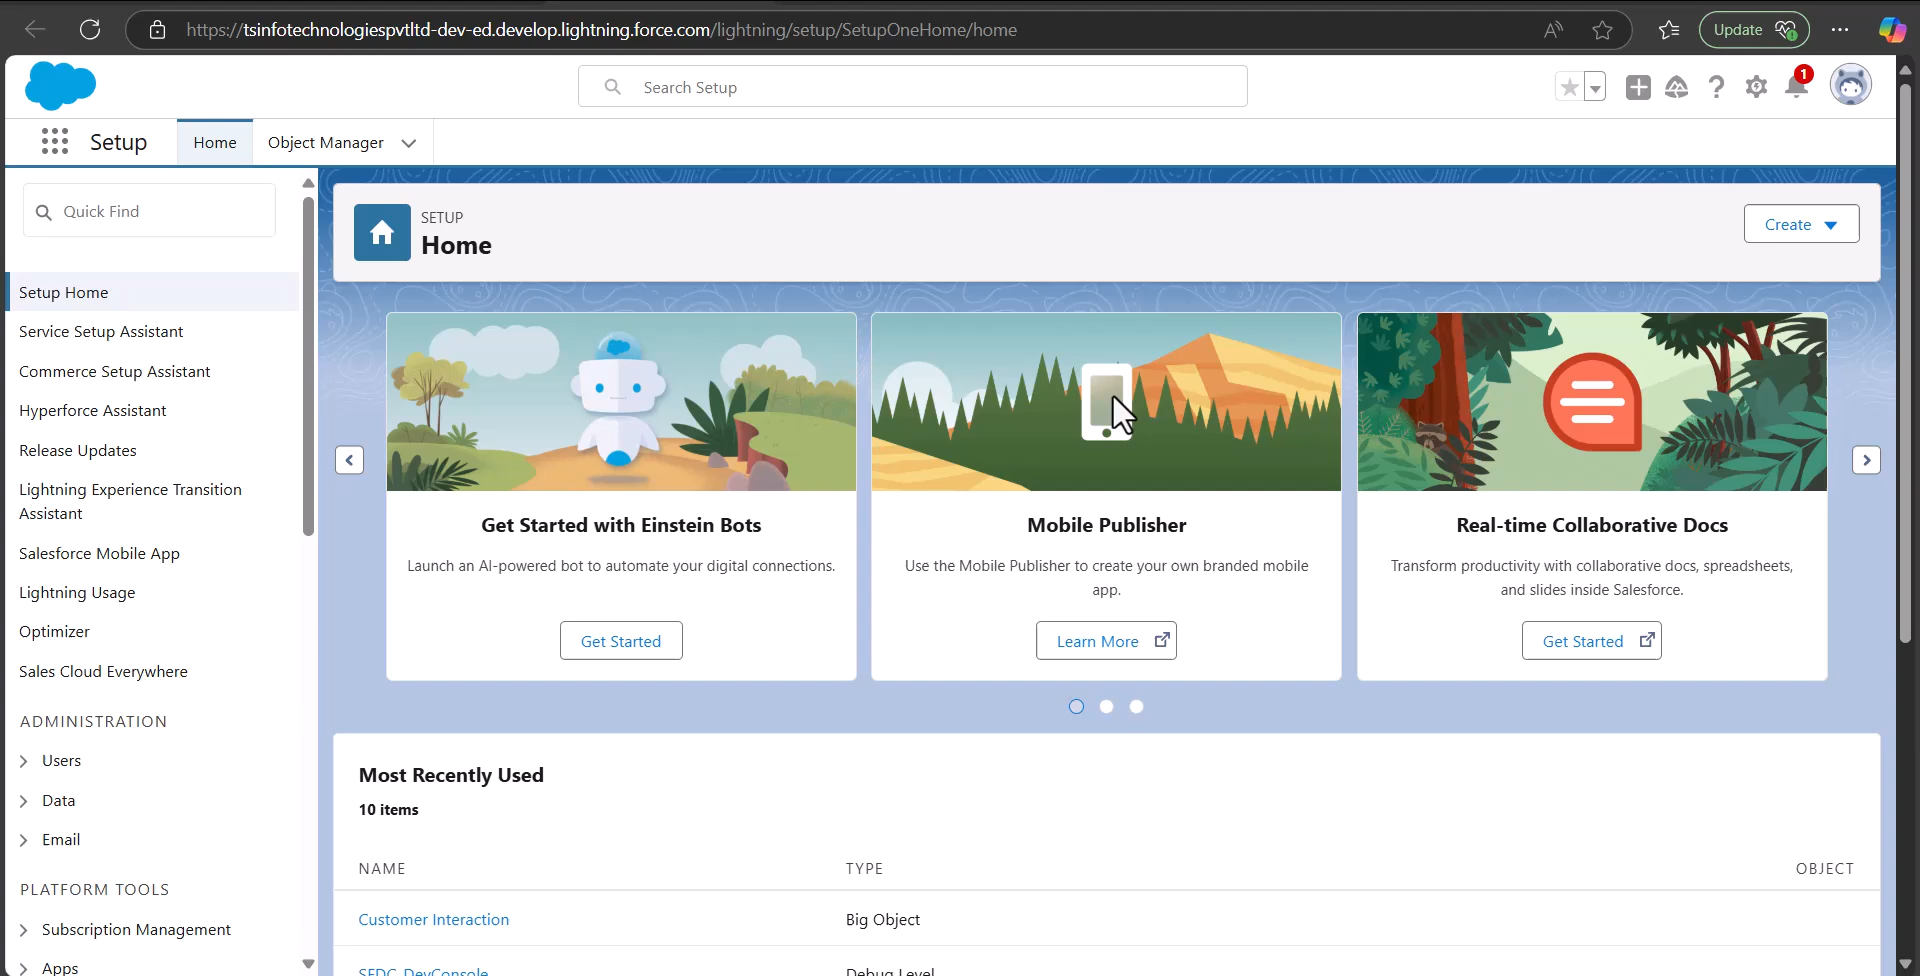 https://tsinfotechnologiespvtltd-dev-ed.develop.lightning.force.com/lightning/setup/SetupOneHome/home
Update
Search Setup
1
Setup
Home
Object Manager
Quick Find
SETUP
Home
Create
Setup Home
Service Setup Assistant
Commerce Setup Assistant
Hyperforce Assistant
Release Updates
Lightning Experience Transition
Assistant
Salesforce Mobile App
Lightning Usage
Optimizer
Sales Cloud Everywhere
ADMINISTRATION
Users
Data
Email
PLATFORM TOOLS
Subscription Management
Apps
Get Started with Einstein Bots
Launch an AI-powered bot to automate your digital connections.
Get Started
Mobile Publisher
Use the Mobile Publisher to create your own branded mobile
app.
Learn More
Real-time Collaborative Docs
Transform productivity with collaborative docs, spreadsheets,
and slides inside Salesforce.
Get Started
Most Recently Used
10 items
NAME TYPE OBJECT
Customer Interaction Big Object
SFDC_DevConsole Debug Level